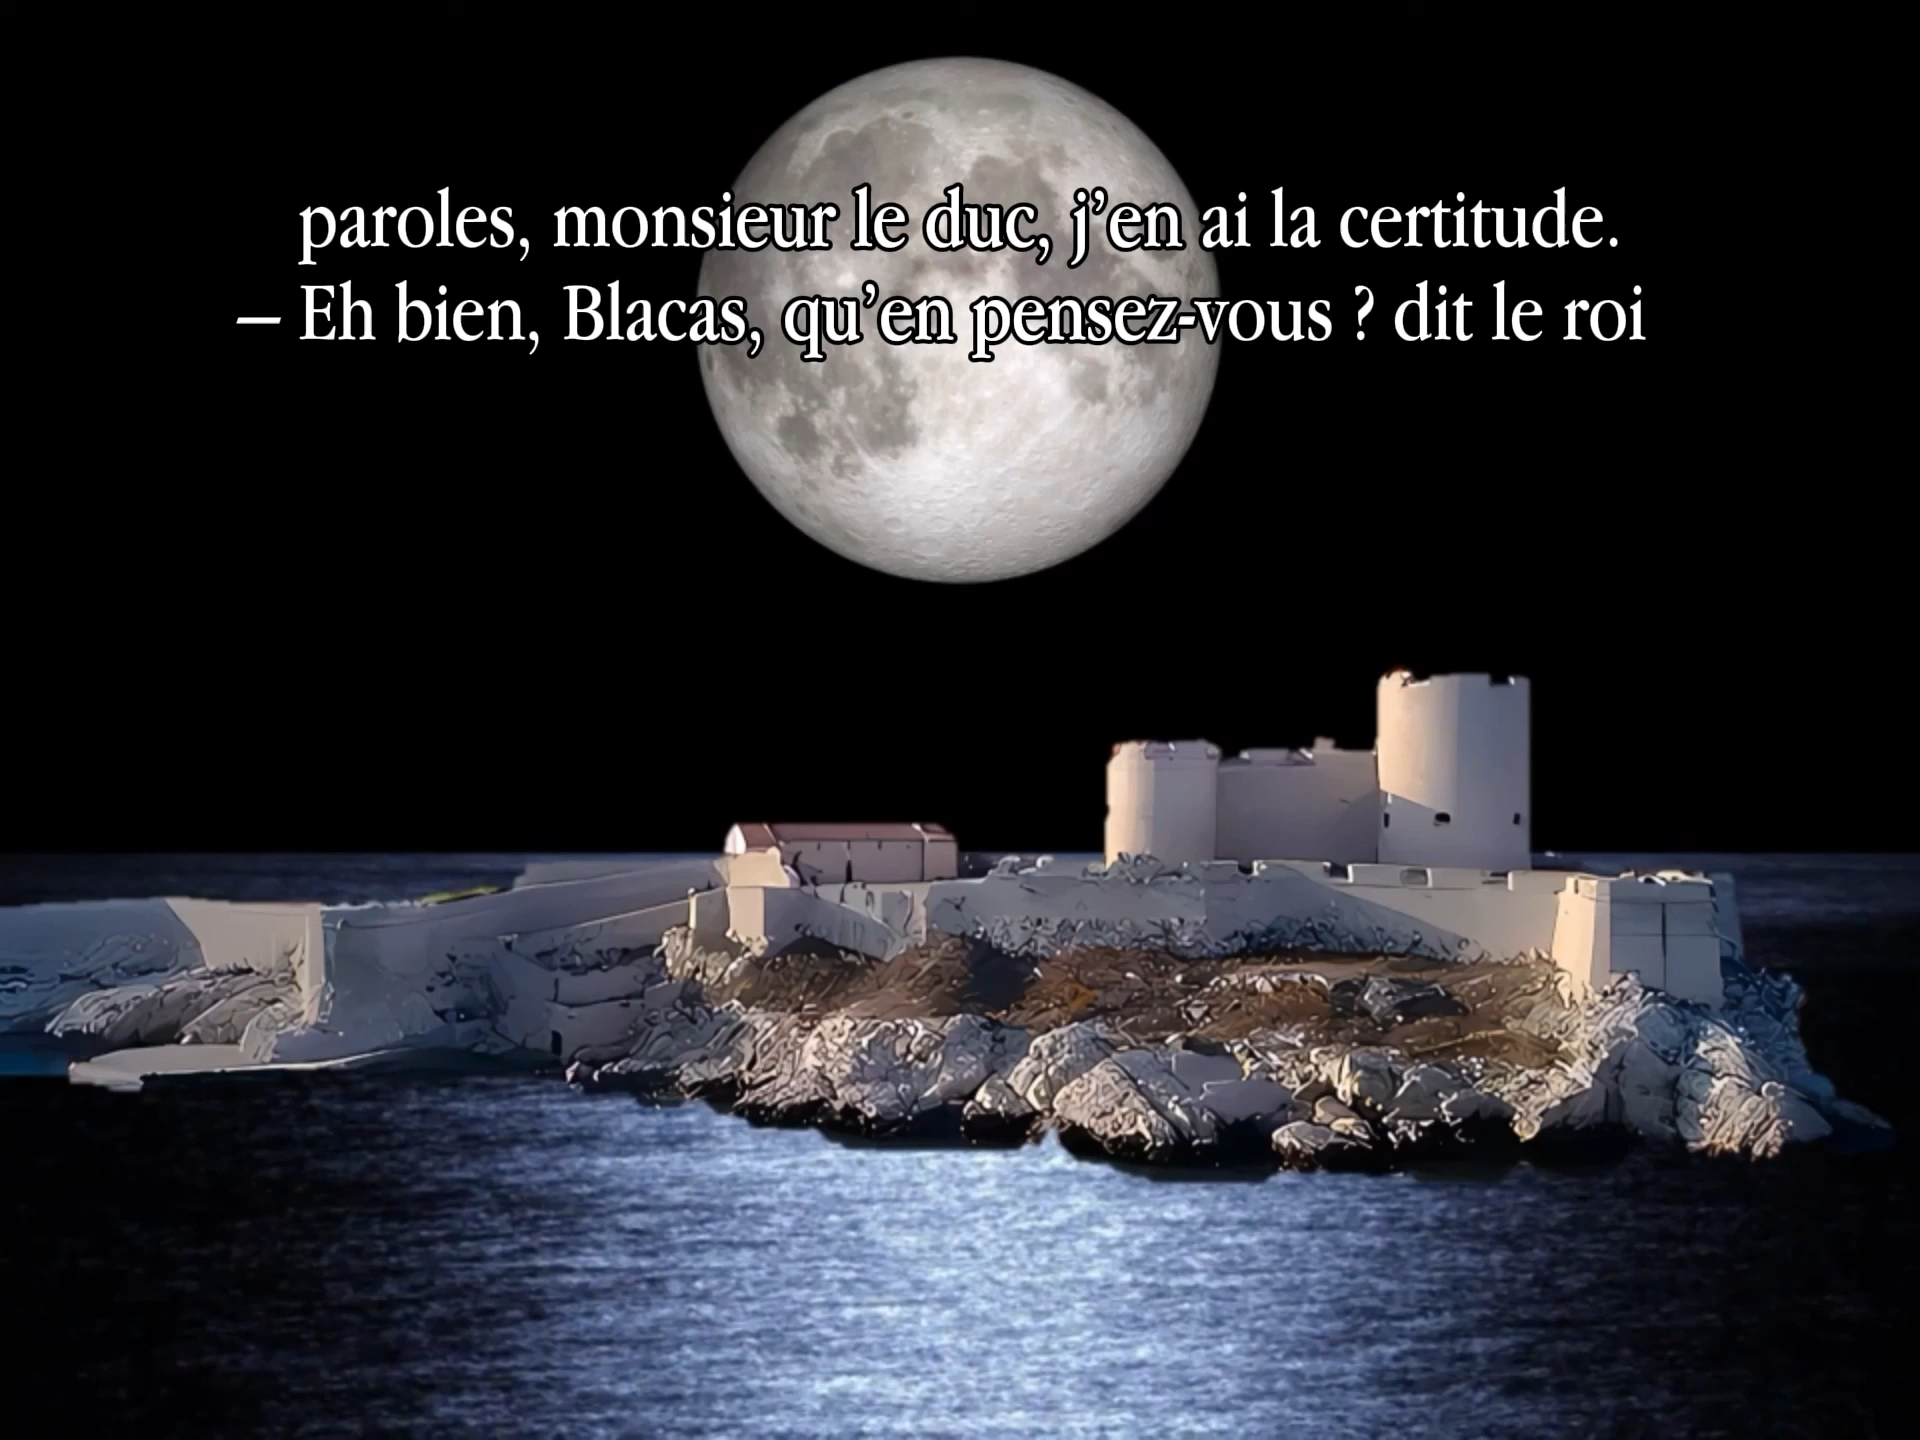 paroles, monsieur le duc, j’en ai la certitude.
– Eh bien, Blacas, qu’en pensez-vous ? dit le roi